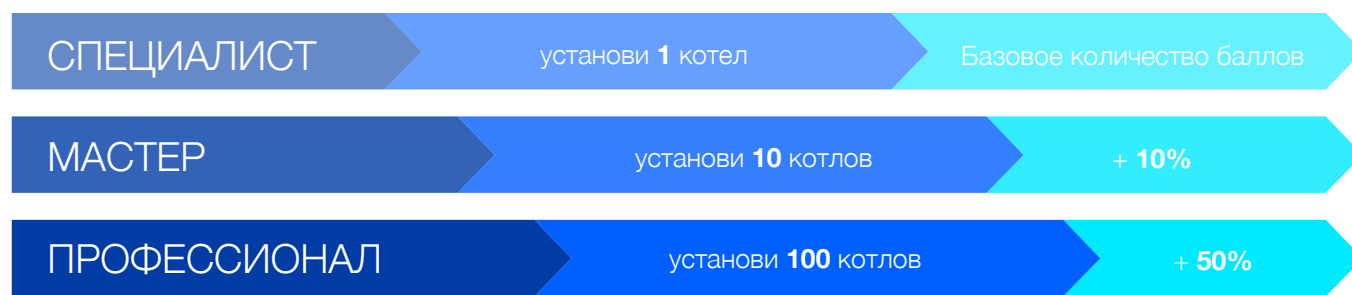 СПЕЦИАЛИСТ установи 1 котел Базовое количество баллов
МАСТЕР установи 10 котлов + 10%
ПРОФЕССИОНАЛ установи 100 котлов + 50%